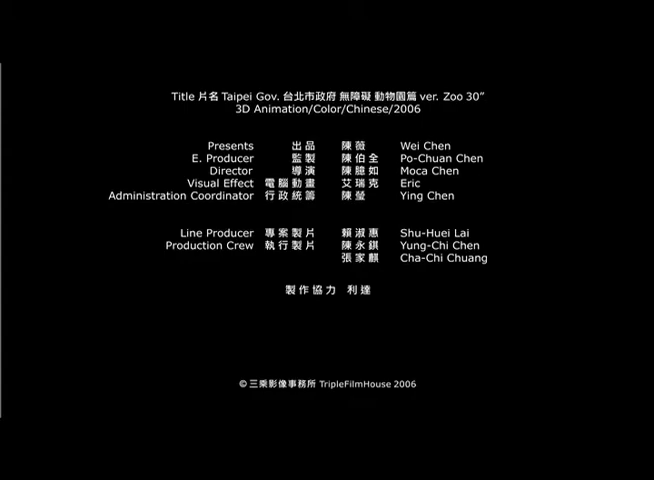 Title 片名 Taipei Gov. 台北市政府 無障礙 動物園篇 ver. Zoo 30”
3D Animation/Color/Chinese/2006
Presents 出品 陳薇 Wei Chen
E. Producer 監製 陳伯全 Po-Chuan Chen
Director 導演 陳臆如 Moca Chen
Visual Effect 電腦動畫 艾瑞克 Eric
Administration Coordinator 行政統籌 陳瑩 Ying Chen
Line Producer 專案製片 賴淑惠 Shu-Huei Lai
Production Crew 執行製片 陳永錤 Yung-Chi Chen
張家麒 Cha-Chi Chuang
製作協力 利達
© 三乘影像事務所 TripleFilmHouse 2006